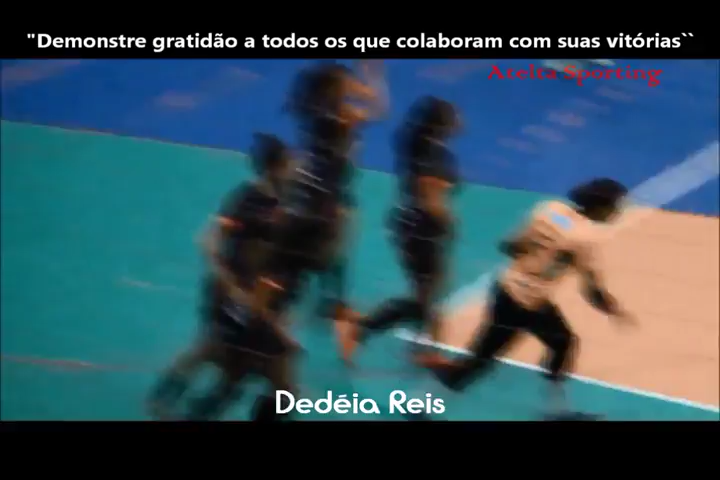 "Demonstre gratidão a todos os que colaboram com suas vitórias``
Atelta Sporting
Dedéia Reis